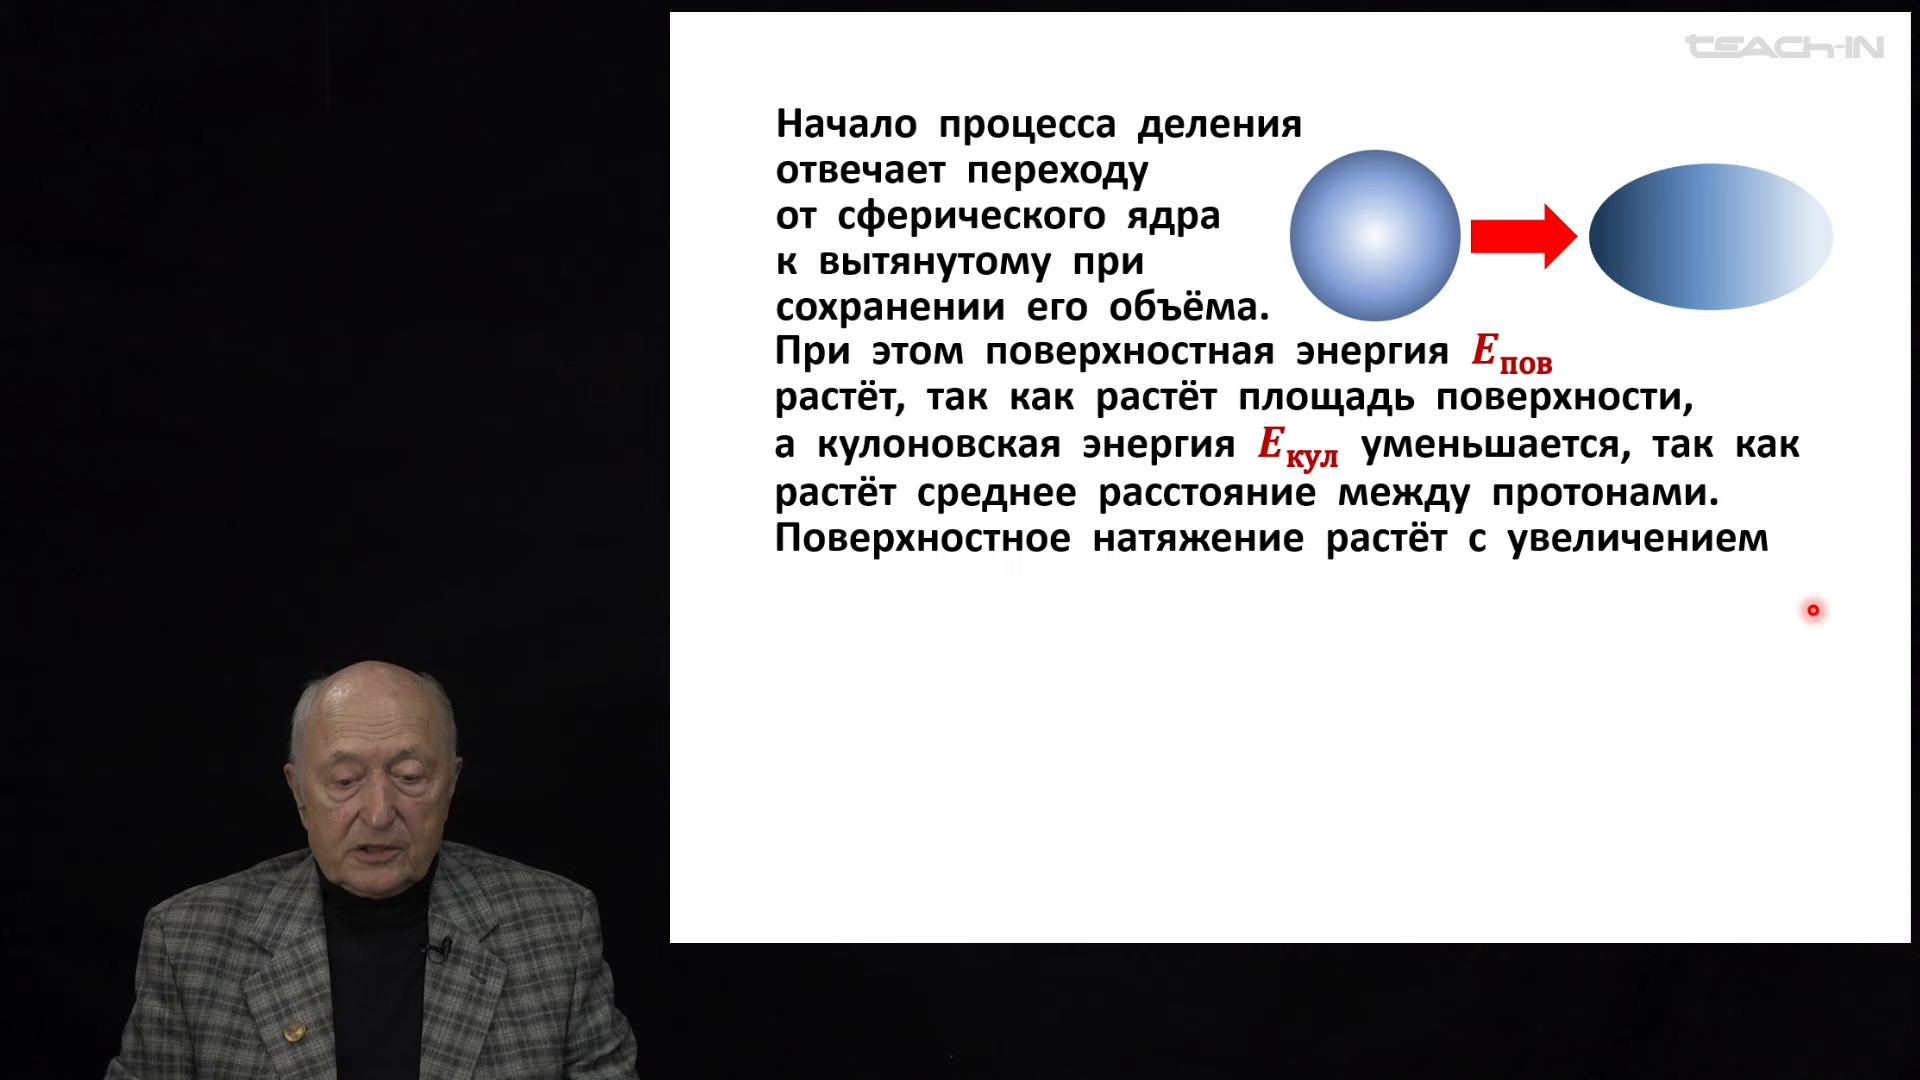 TEACH-IN
Начало процесса деления
отвечает переходу
от сферического ядра
к вытянутому при
сохранении его объёма.
При этом поверхностная энергия Eпов
растёт, так как растёт площадь поверхности,
а кулоновская энергия Eкул уменьшается, так как
растёт среднее расстояние между протонами.
Поверхностное натяжение растёт с увеличением